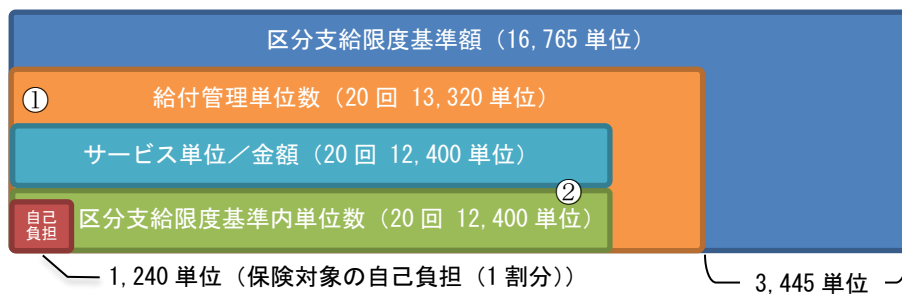 区分支給限度基準額（16,765 単位）
① 給付管理単位数（20 回 13,320 単位）
サービス単位／金額（20 回 12,400 単位）
②
自己
負担
区分支給限度基準内単位数（20 回 12,400 単位）
1,240 単位（保険対象の自己負担（1 割分））
3,445 単位